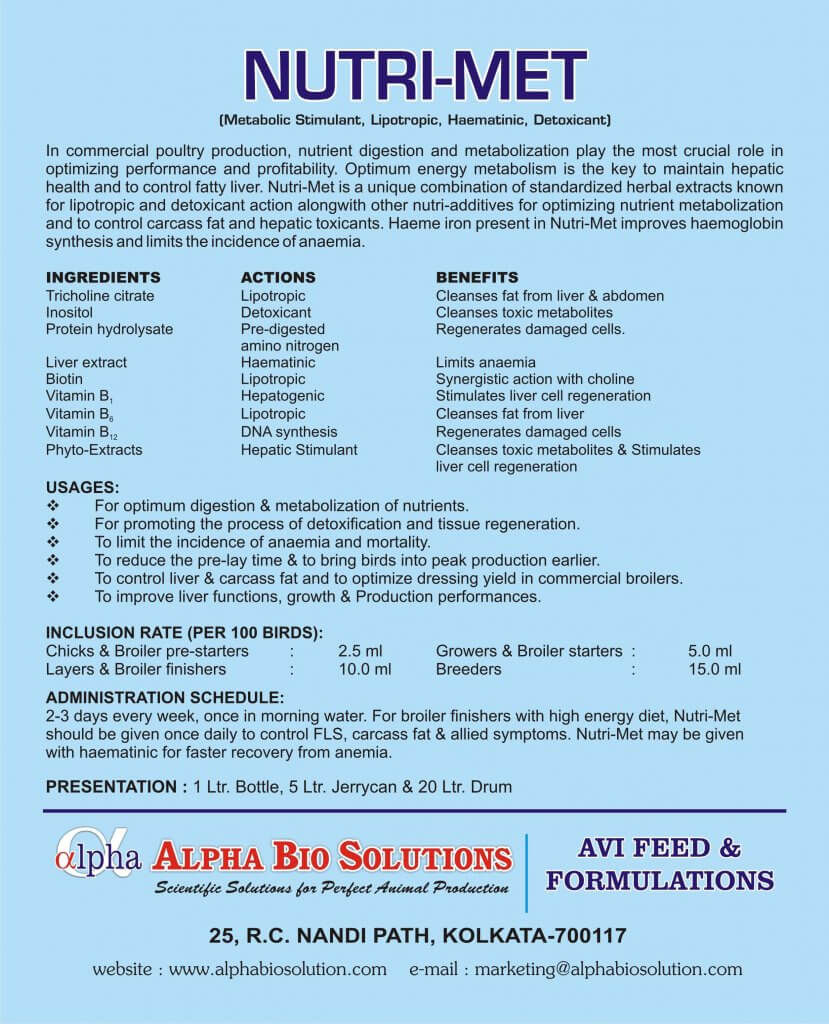 NUTRI-MET
(Metabolic Stimulant, Lipotropic, Haematinic, Detoxicant)
In commercial poultry production, nutrient digestion and metabolization play the most crucial role in
optimizing performance and profitability. Optimum energy metabolism is the key to maintain hepatic
health and to control fatty liver. Nutri-Met is a unique combination of standardized herbal extracts known
for lipotropic and detoxicant action alongwith other nutri-additives for optimizing nutrient metabolization
and to control carcass fat and hepatic toxicants. Haeme iron present in Nutri-Met improves haemoglobin
synthesis and limits the incidence of anaemia.
INGREDIENTS ACTIONS BENEFITS
Tricholine citrate Lipotropic Cleanses fat from liver & abdomen
Inositol Detoxicant Cleanses toxic metabolites
Protein hydrolysate Pre-digested Regenerates damaged cells.
amino nitrogen
Liver extract Haematinic Limits anaemia
Biotin Lipotropic Synergistic action with choline
Vitamin B1 Hepatogenic Stimulates liver cell regeneration
Vitamin B6 Lipotropic Cleanses fat from liver
Vitamin B12 DNA synthesis Regenerates damaged cells
Phyto-Extracts Hepatic Stimulant Cleanses toxic metabolites & Stimulates
liver cell regeneration
USAGES:
❖ For optimum digestion & metabolization of nutrients.
❖ For promoting the process of detoxification and tissue regeneration.
❖ To limit the incidence of anaemia and mortality.
❖ To reduce the pre-lay time & to bring birds into peak production earlier.
❖ To control liver & carcass fat and to optimize dressing yield in commercial broilers.
❖ To improve liver functions, growth & Production performances.
INCLUSION RATE (PER 100 BIRDS):
Chicks & Broiler pre-starters : 2.5 ml Growers & Broiler starters : 5.0 ml
Layers & Broiler finishers : 10.0 ml Breeders : 15.0 ml
ADMINISTRATION SCHEDULE:
2-3 days every week, once in morning water. For broiler finishers with high energy diet, Nutri-Met
should be given once daily to control FLS, carcass fat & allied symptoms. Nutri-Met may be given
with haematinic for faster recovery from anemia.
PRESENTATION : 1 Ltr. Bottle, 5 Ltr. Jerrycan & 20 Ltr. Drum
αlpha ALPHA BIO SOLUTIONS
Scientific Solutions for Perfect Animal Production
AVI FEED &
FORMULATIONS
25, R.C. NANDI PATH, KOLKATA-700117
website : www.alphabiosolution.com e-mail : marketing@alphabiosolution.com